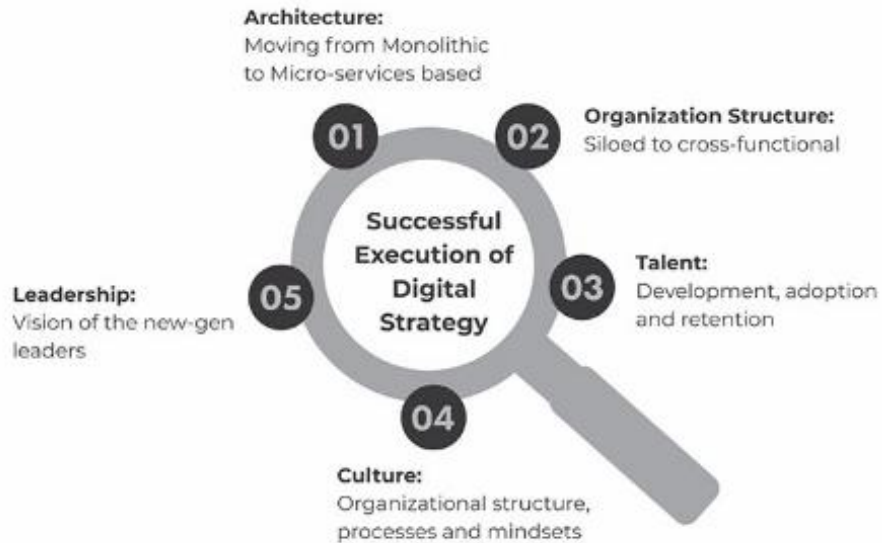 Architecture:
Moving from Monolithic
to Micro-services based
01
02
Organization Structure:
Siloed to cross-functional
Successful
Execution of
Digital
Strategy
03
Talent:
Development, adoption
and retention
04
Culture:
Organizational structure,
processes and mindsets
05
Leadership:
Vision of the new-gen
leaders